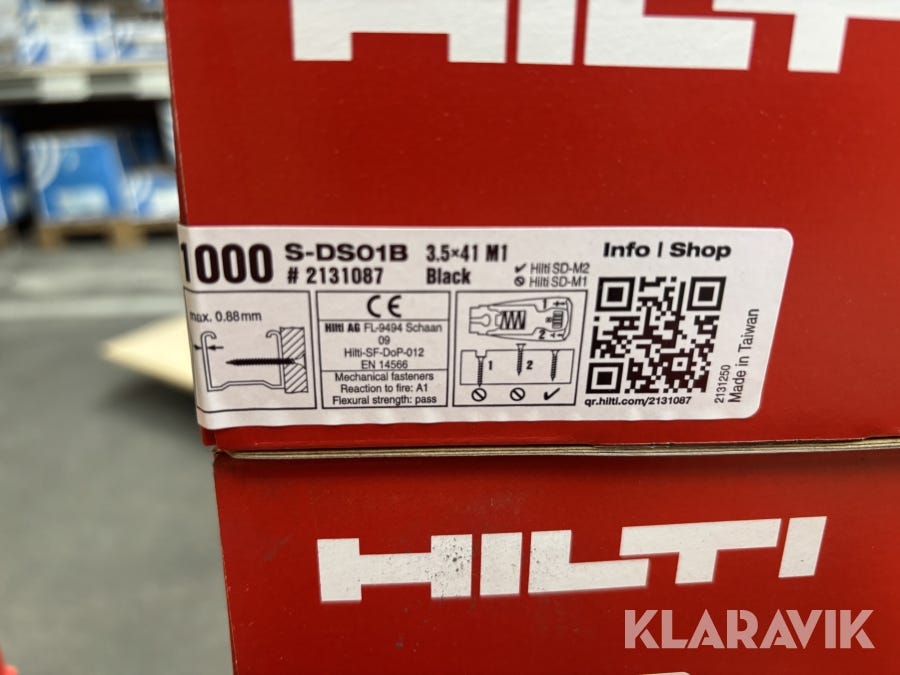 HILTI
1000 S-DS01B 3.5×41 M1
# 2131087 Black
✓ Hilti SD-M2
⊘ Hilti SD-M1
Info | Shop
max. 0.88mm
CE
Hilti AG FL-9494 Schaan
09
Hilti-SF-DoP-012
EN 14566
Mechanical fasteners
Reaction to fire: A1
Flexural strength: pass
2
1 2
qr.hilti.com/2131087
2131250
Made in Taiwan
HILTI
KLARAVIK